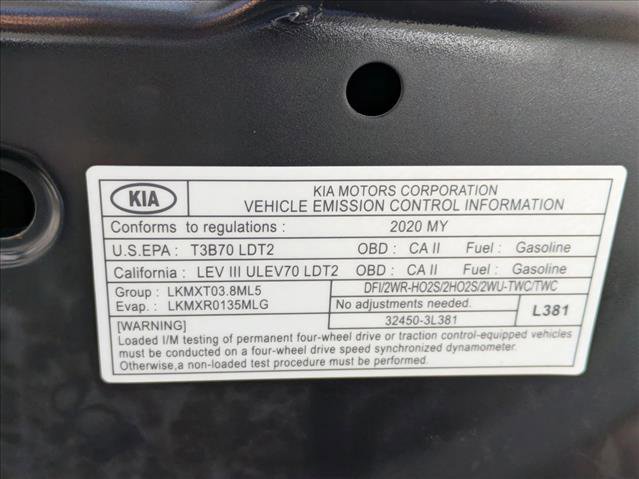 KIA
KIA MOTORS CORPORATION
VEHICLE EMISSION CONTROL INFORMATION
Conforms to regulations : 2020 MY
U.S.EPA : T3B70 LDT2 OBD : CA II Fuel : Gasoline
California : LEV III ULEV70 LDT2 OBD : CA II Fuel : Gasoline
Group : LKMXT03.8ML5
Evap. : LKMXR0135MLG
DFI/2WR-HO2S/2HO2S/2WU-TWC/TWC
No adjustments needed.
32450-3L381
L381
[WARNING]
Loaded I/M testing of permanent four-wheel drive or traction control-equipped vehicles
must be conducted on a four-wheel drive speed synchronized dynamometer.
Otherwise,a non-loaded test procedure must be performed.